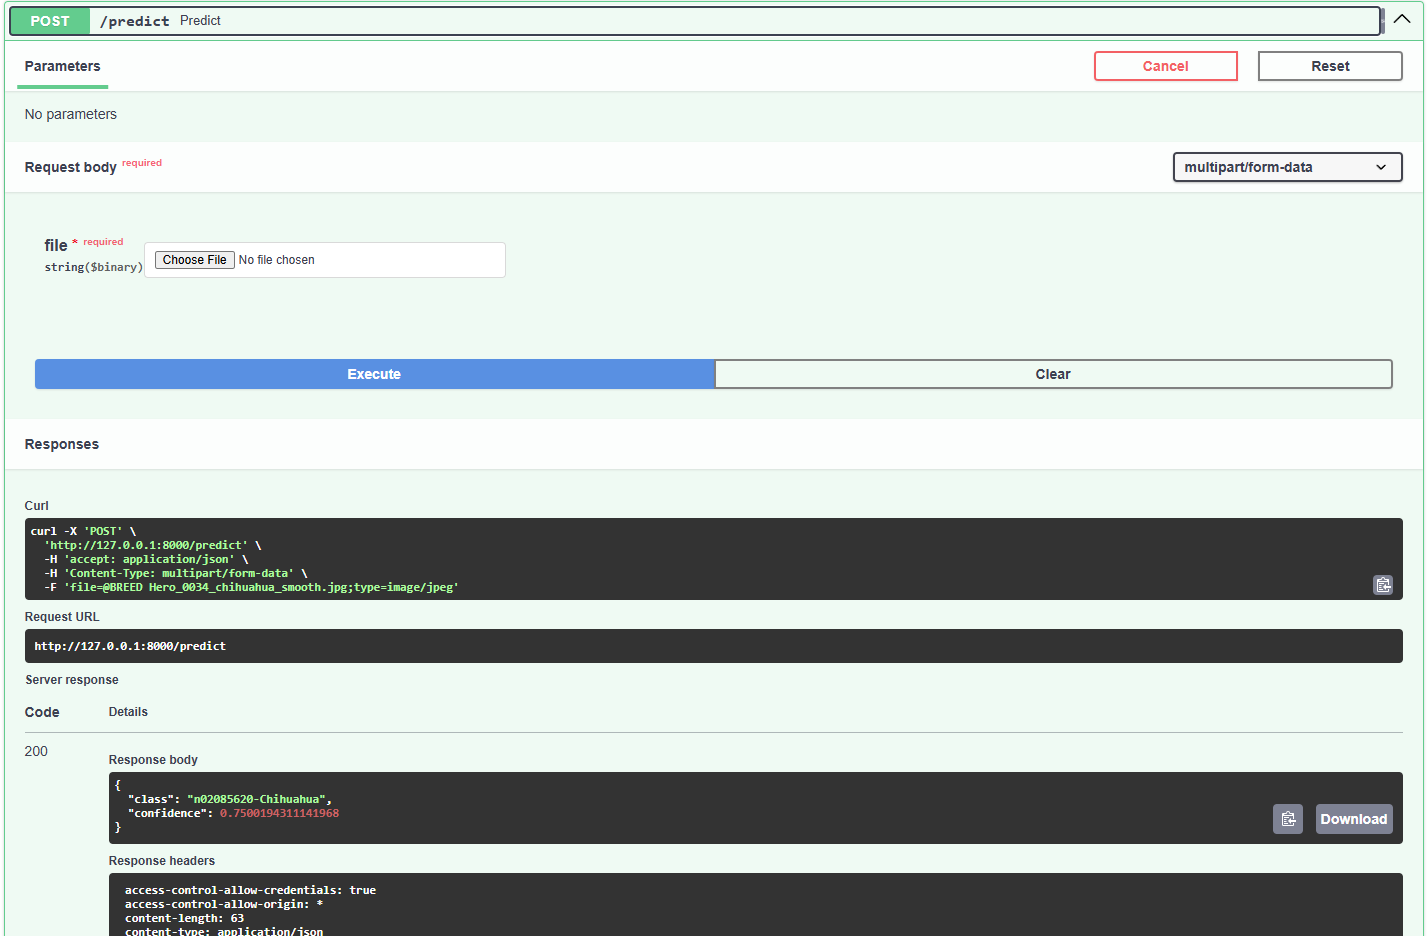 POST /predict Predict
Parameters
Cancel
Reset
No parameters
Request body required
multipart/form-data
file * required
string($binary)
Choose File No file chosen
Execute
Clear
Responses
Curl
curl -X 'POST' \
  'http://127.0.0.1:8000/predict' \
  -H 'accept: application/json' \
  -H 'Content-Type: multipart/form-data' \
  -F 'file=@BREED Hero_0034_chihuahua_smooth.jpg;type=image/jpeg'
Request URL
http://127.0.0.1:8000/predict
Server response
Code Details
200
Response body
{
  "class": "n02085620-Chihuahua",
  "confidence": 0.7500194311141968
}
Download
Response headers
access-control-allow-credentials: true
access-control-allow-origin: *
content-length: 63
content-type: application/json